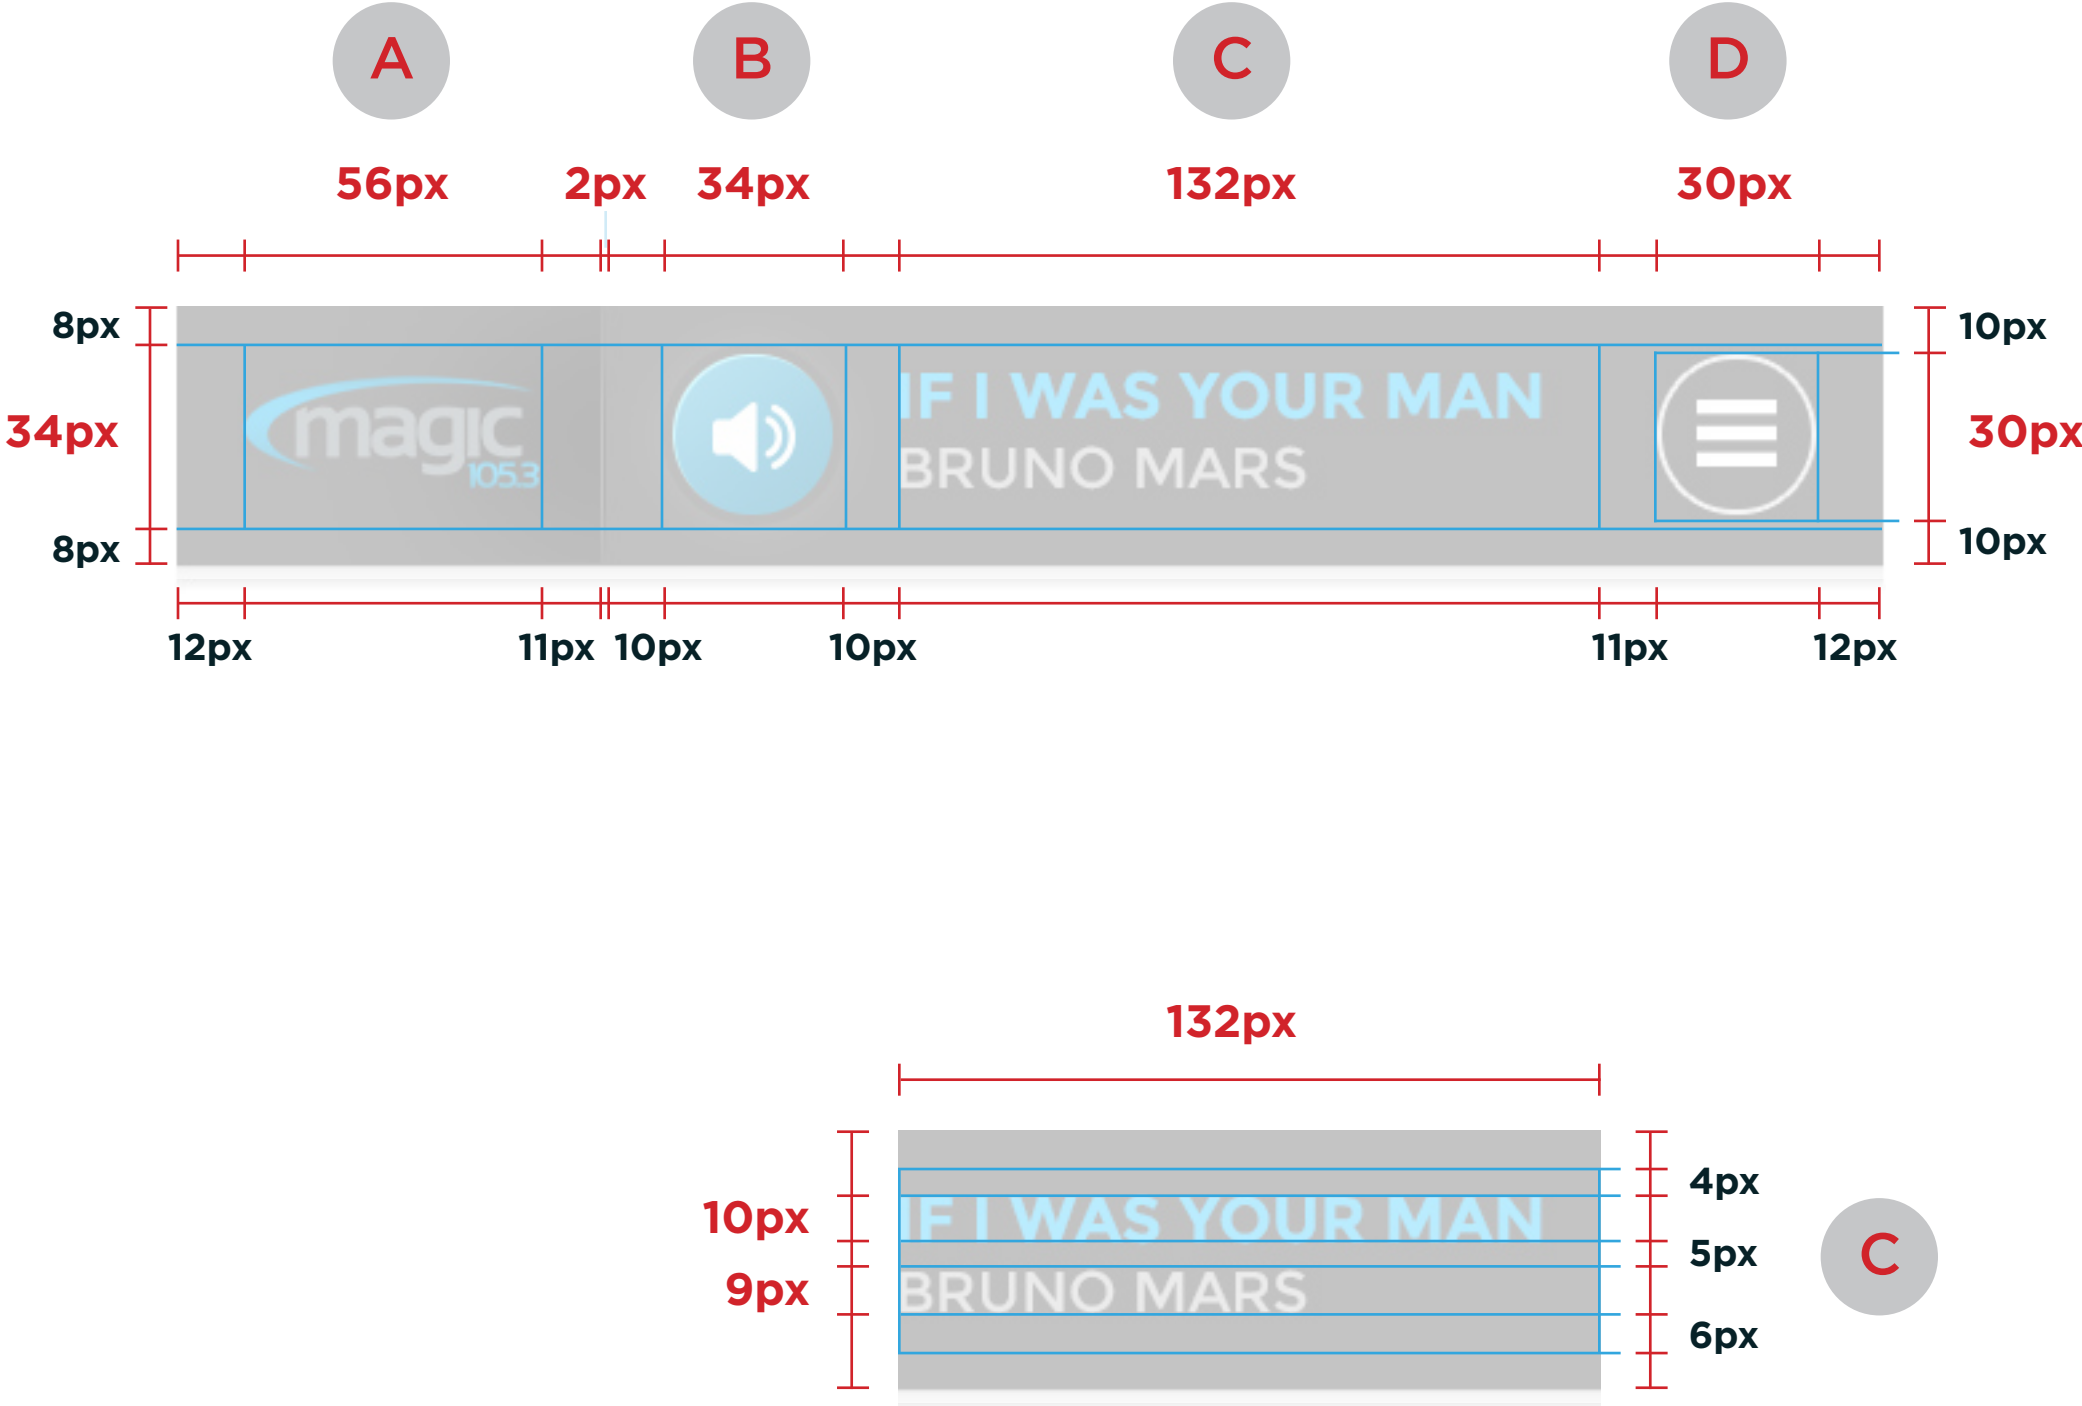 A B C D
56px 2px 34px 132px 30px
8px 10px
IF I WAS YOUR MAN
magic
34px 30px
BRUNO MARS
105.3
8px 10px
12px 11px 10px 10px 11px 12px
132px
4px
10px IF I WAS YOUR MAN
5px C
9px BRUNO MARS
6px